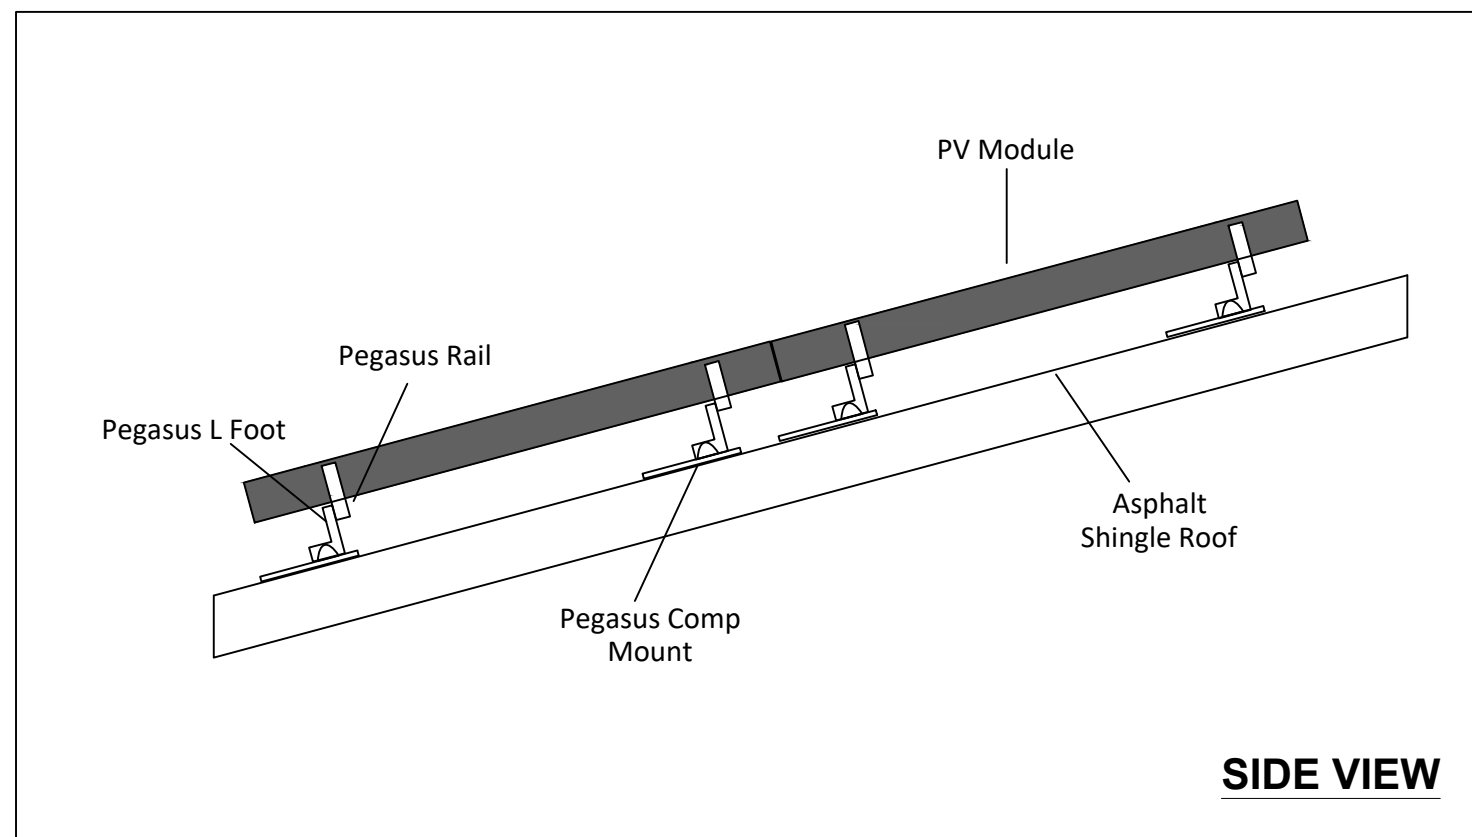 PV Module
Pegasus Rail
Pegasus L Foot
Asphalt
Shingle Roof
Pegasus Comp
Mount
SIDE VIEW